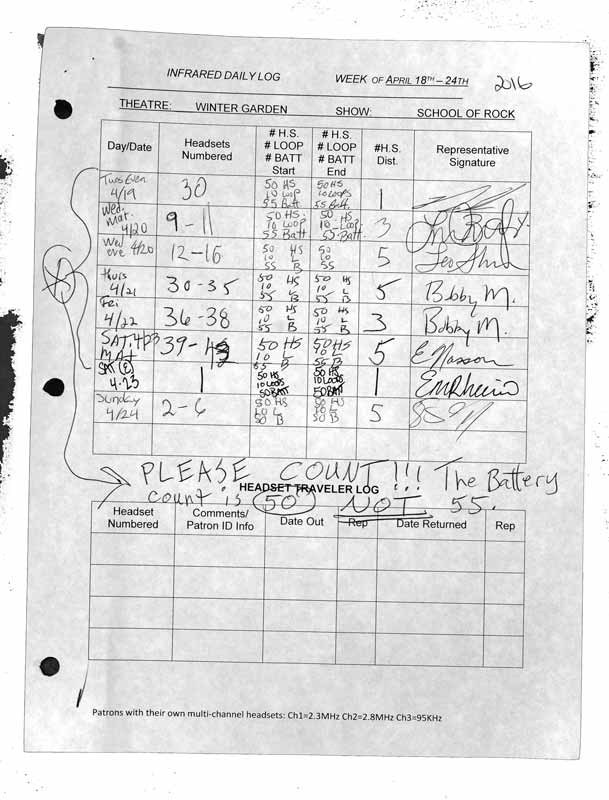 2016
INFRARED DAILY LOG WEEK OF APRIL 18TH – 24TH
THEATRE: WINTER GARDEN SHOW: SCHOOL OF ROCK
Day/Date Headsets Numbered # H.S. # LOOP # BATT Start # H.S. # LOOP # BATT End #H.S. Dist. Representative Signature
Tues Even 4/19 30 50 HS 10 Loop 55 Batt 50 HS 10 Loops 55 Batt. 1
Wed. Mat. 4/20 9-11 50 HS. 10 Loop 55 Batt 50 HS 10 Loop 55 Batt. 3
Wed eve 4/20 12-16 50 HS 10 L 55 B 50 10 55 5
Thurs 4/21 30-35 50 HS 10 L 55 B 50 HS 10 L 55 B 5 Bobby M.
Fri 4/22 36-38 50 HS 10 L 55 B 50 HS 10 L 55 B 3 Bobby M.
SAT. 4/23 MAT 39-43 50 HS 10 L 55 B 50 HS 10 L 55 B 5
SAT (E) 4.23 1 50 HS 10 LOOPS 50 BATT 50 HS 10 LOOPS 50 BATT 1
Sunday 4/24 2-6 50 HS 10 L 50 B 50 HS 10 L 50 B 5
PLEASE COUNT!!! The Battery
HEADSET TRAVELER LOG
count is 50 NOT 55.
Headset Numbered Comments/ Patron ID Info Date Out Rep Date Returned Rep
Patrons with their own multi-channel headsets: Ch1=2.3MHz Ch2=2.8MHz Ch3=95KHz